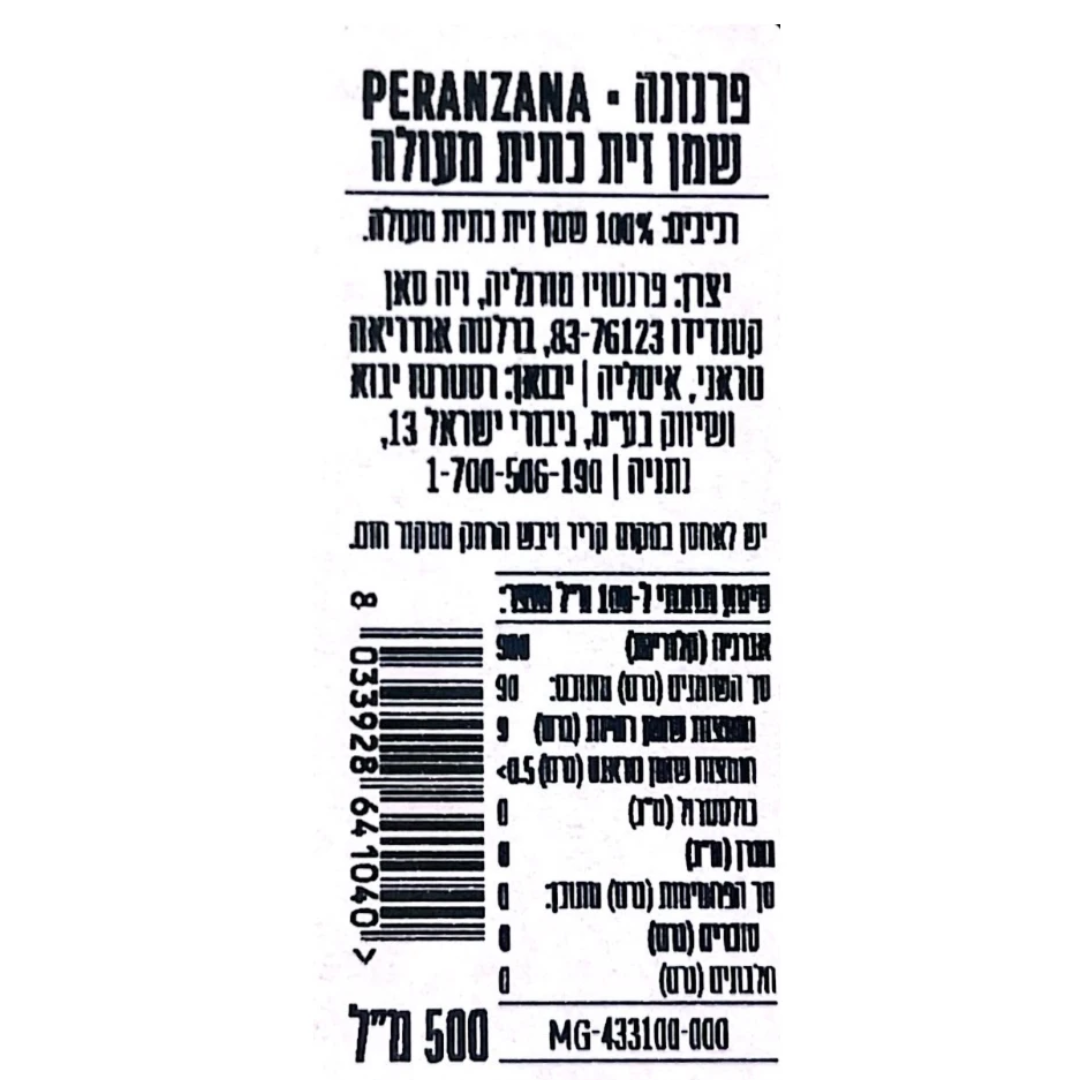 פרנזנה · PERANZANA
שמן זית כתית מעולה
רכיבים: 100% שמן זית כתית מעולה.
יצרן: פרנטויו מורגליה, ויה סאן
קטנדידו 83-76123, ברלטה אנדריאה
טראני, איטליה | יבואן: רסטרטו יבוא
ושיווק בע"מ, גיבורי ישראל 13,
נתניה | 1-700-506-190
יש לאחסן במקום קריר ויבש הרחק ממקור חום.
סימון תזונתי ל-100 מ"ל מוצר:
אנרגיה (קלוריות) 900
סך השומנים (גרם) מתוכם: 90
חומצות שומן רוויות (גרם) 9
חומצות שומן טראנס (גרם) 0.5>
כולסטרול (מ"ג) 0
נתרן (מ"ג) 0
סך הפחמימות (גרם) מתוכן: 0
סוכרים (גרם) 0
חלבונים (גרם) 0
MG-433100-000
8 033928 641040 >
500 מ"ל